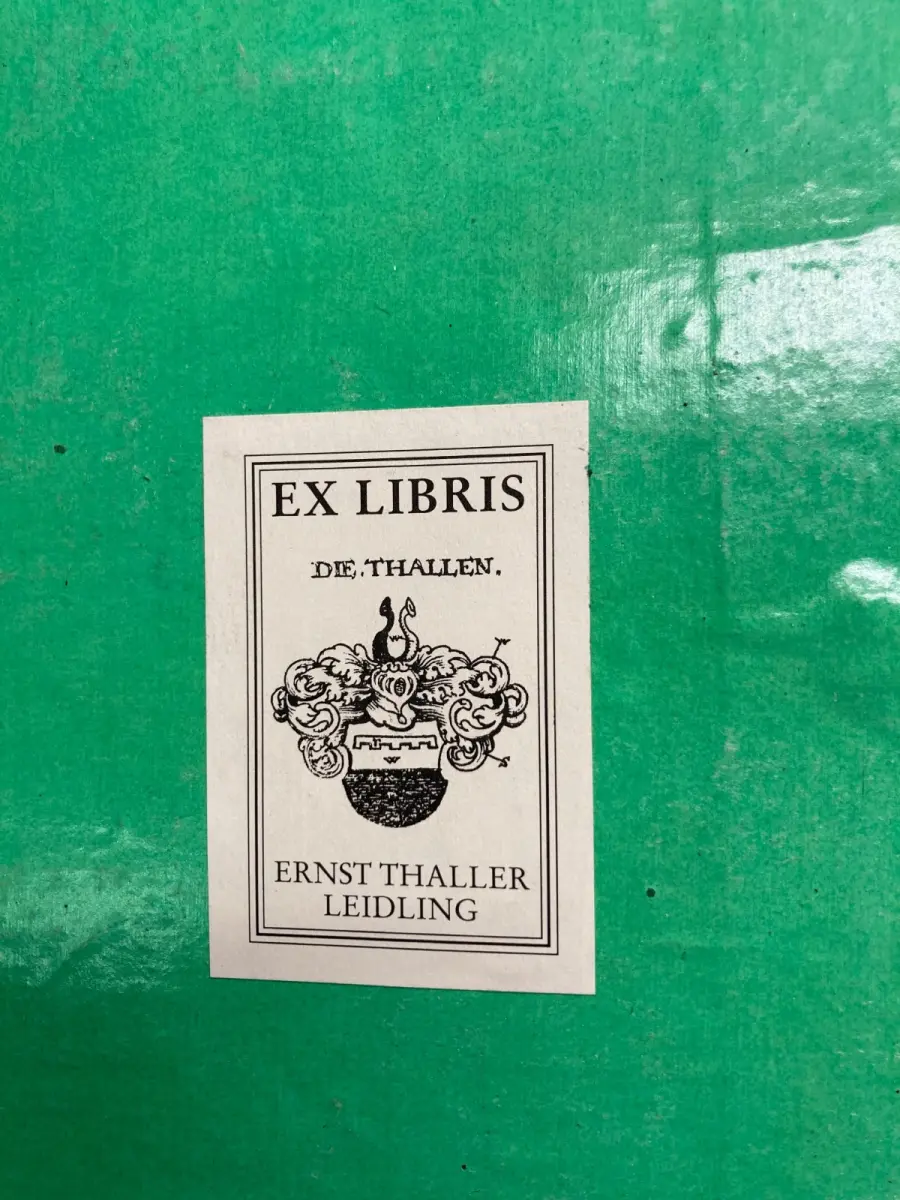 EX LIBRIS
DIE.THALLEN.
W
W
W
S
ERNST THALLER
LEIDLING